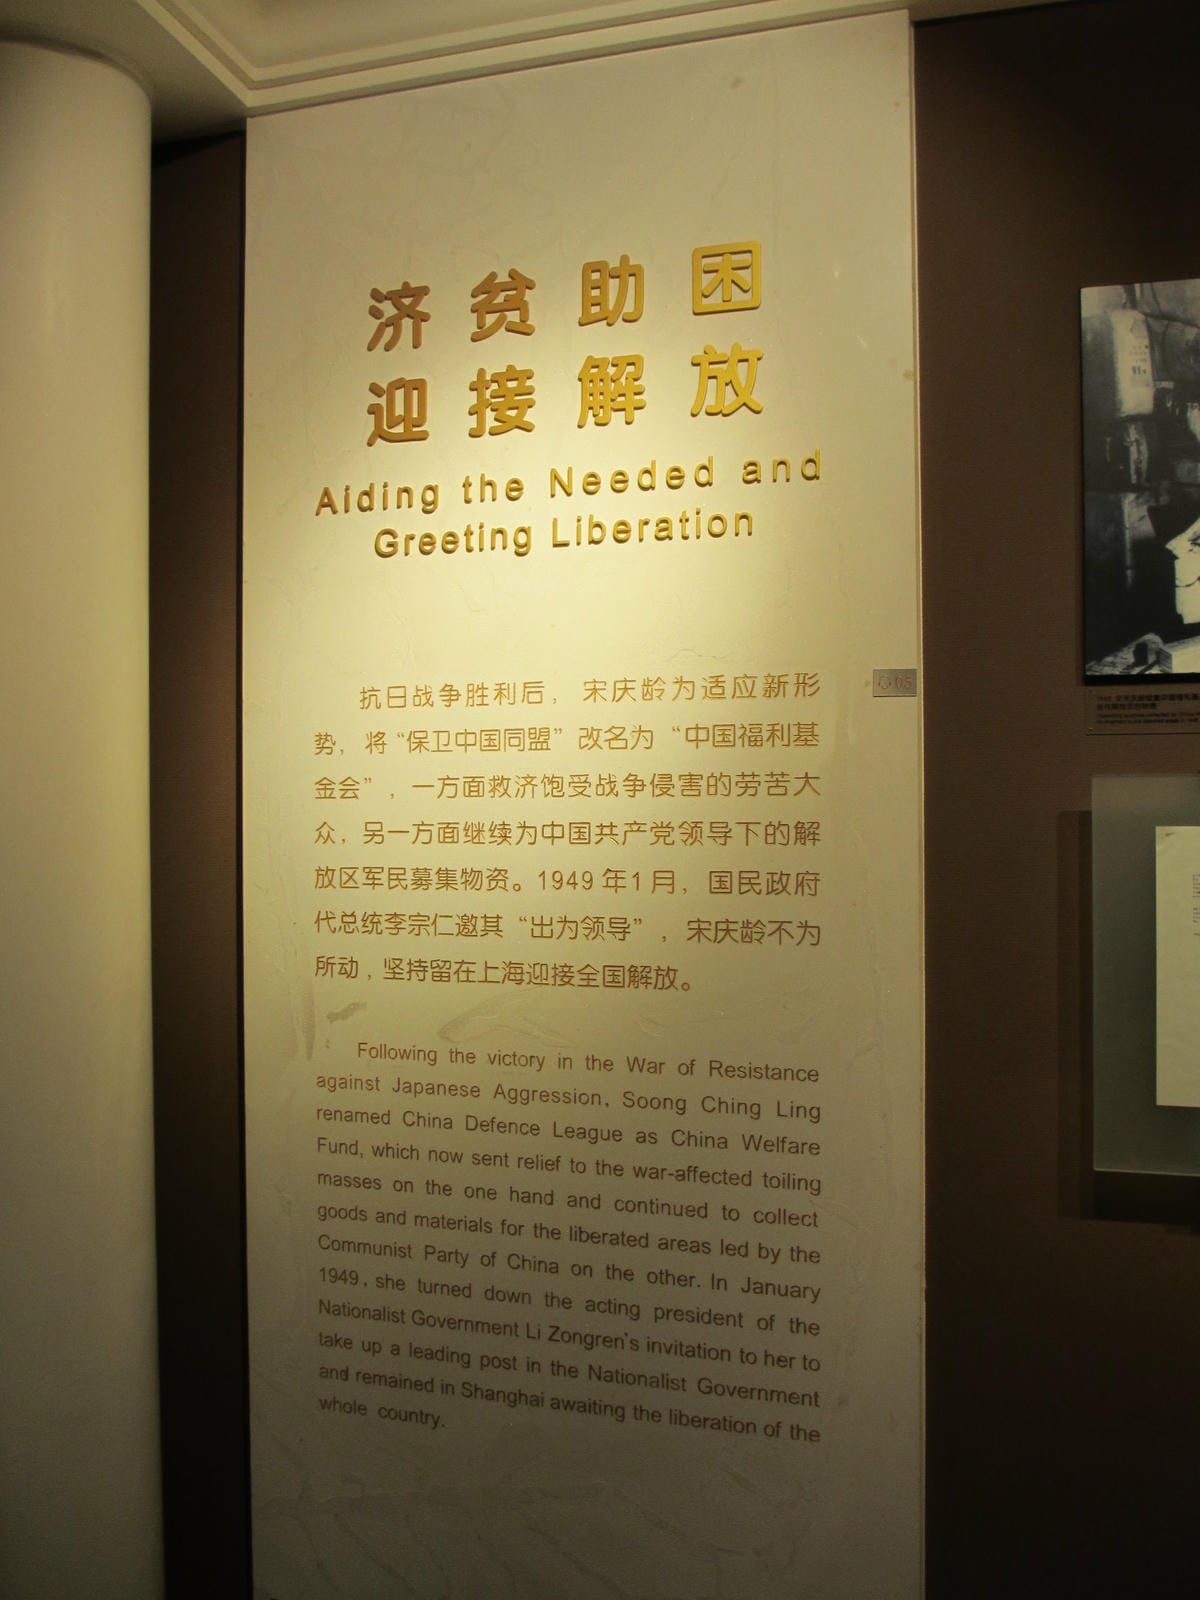 济贫助困
迎接解放
Aiding the Needed and
Greeting Liberation
抗日战争胜利后，宋庆龄为适应新形
势，将“保卫中国同盟”改名为“中国福利基
金会”，一方面救济饱受战争侵害的劳苦大
众，另一方面继续为中国共产党领导下的解
放区军民募集物资。1949年1月，国民政府
代总统李宗仁邀其“出为领导”，宋庆龄不为
所动，坚持留在上海迎接全国解放。
Following the victory in the War of Resistance
against Japanese Aggression, Soong Ching Ling
renamed China Defence League as China Welfare
Fund, which now sent relief to the war-affected toiling
masses on the one hand and continued to collect
goods and materials for the liberated areas led by the
Communist Party of China on the other. In January
1949, she turned down the acting president of the
Nationalist Government Li Zongren's invitation to her to
take up a leading post in the Nationalist Government
and remained in Shanghai awaiting the liberation of the
whole country.
65